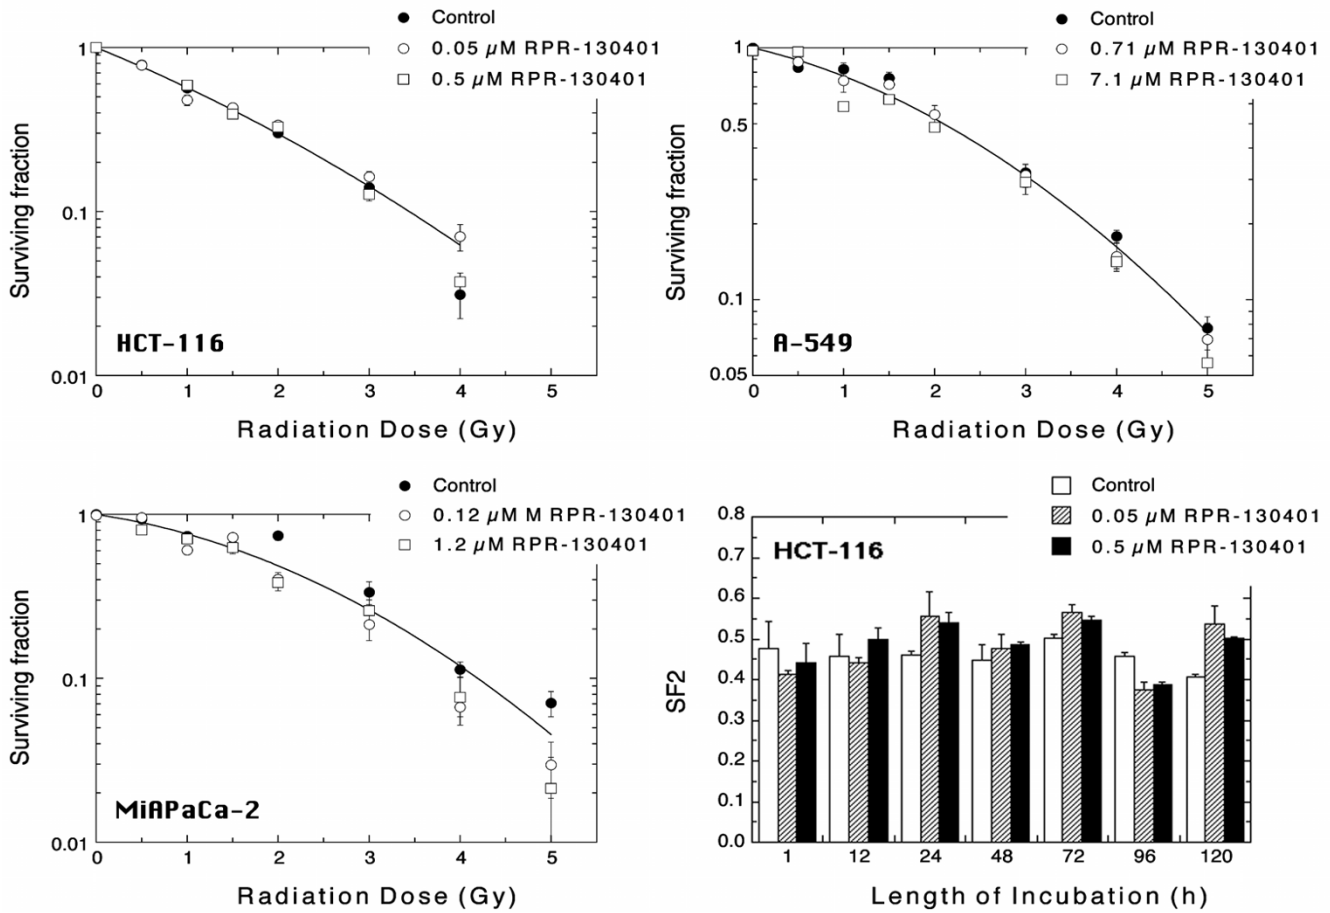 Control
0.05 µM RPR-130401
0.5 µM RPR-130401
1
0.1
0.01
Surviving fraction
HCT-116
0 1 2 3 4 5
Radiation Dose (Gy)
Control
0.71 µM RPR-130401
7.1 µM RPR-130401
1
0.5
0.1
0.05
Surviving fraction
A-549
0 1 2 3 4 5
Radiation Dose (Gy)
Control
0.12 µM M RPR-130401
1.2 µM RPR-130401
1
0.1
0.01
Surviving fraction
MiAPaCa-2
0 1 2 3 4 5
Radiation Dose (Gy)
Control
0.05 µM RPR-130401
0.5 µM RPR-130401
HCT-116
0.8
0.7
0.6
0.5
0.4
0.3
0.2
0.1
0.0
SF2
1 12 24 48 72 96 120
Length of Incubation (h)